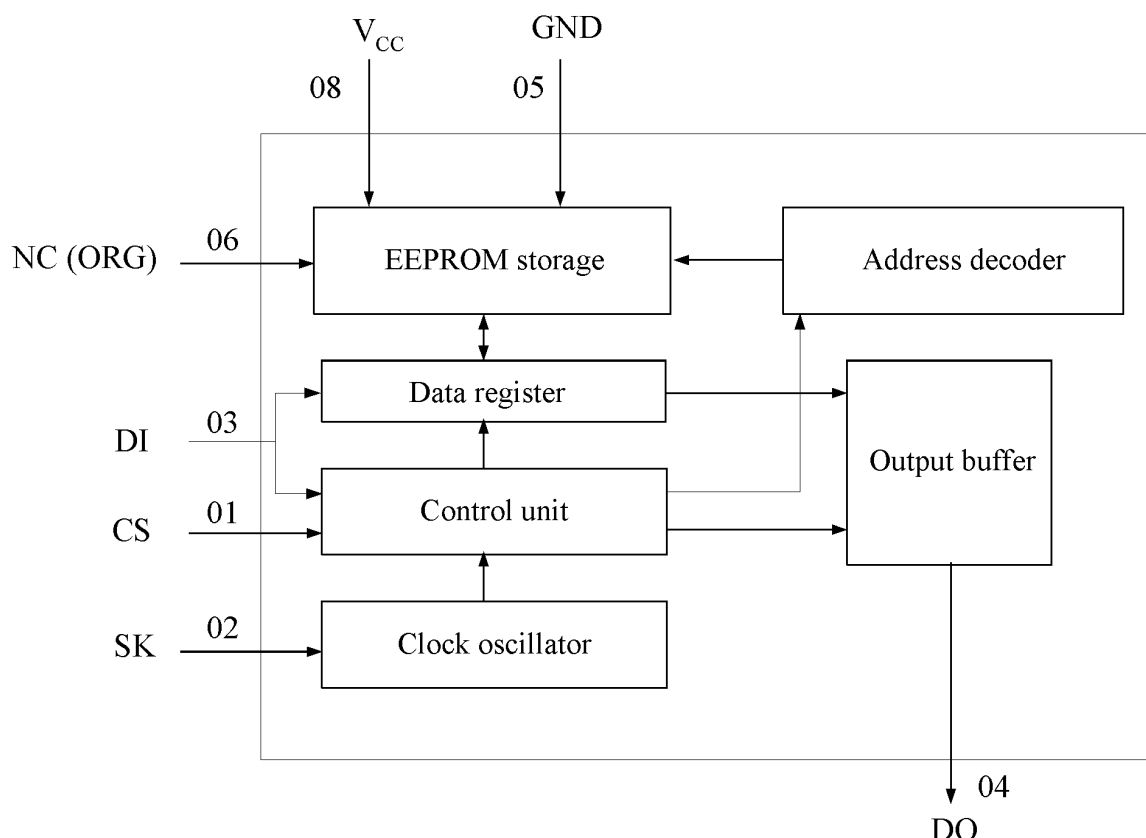 V_CC
GND
08
05
NC (ORG)
06
EEPROM storage
Address decoder
Data register
DI
03
Output buffer
Control unit
CS
01
SK
02
Clock oscillator
04
DO